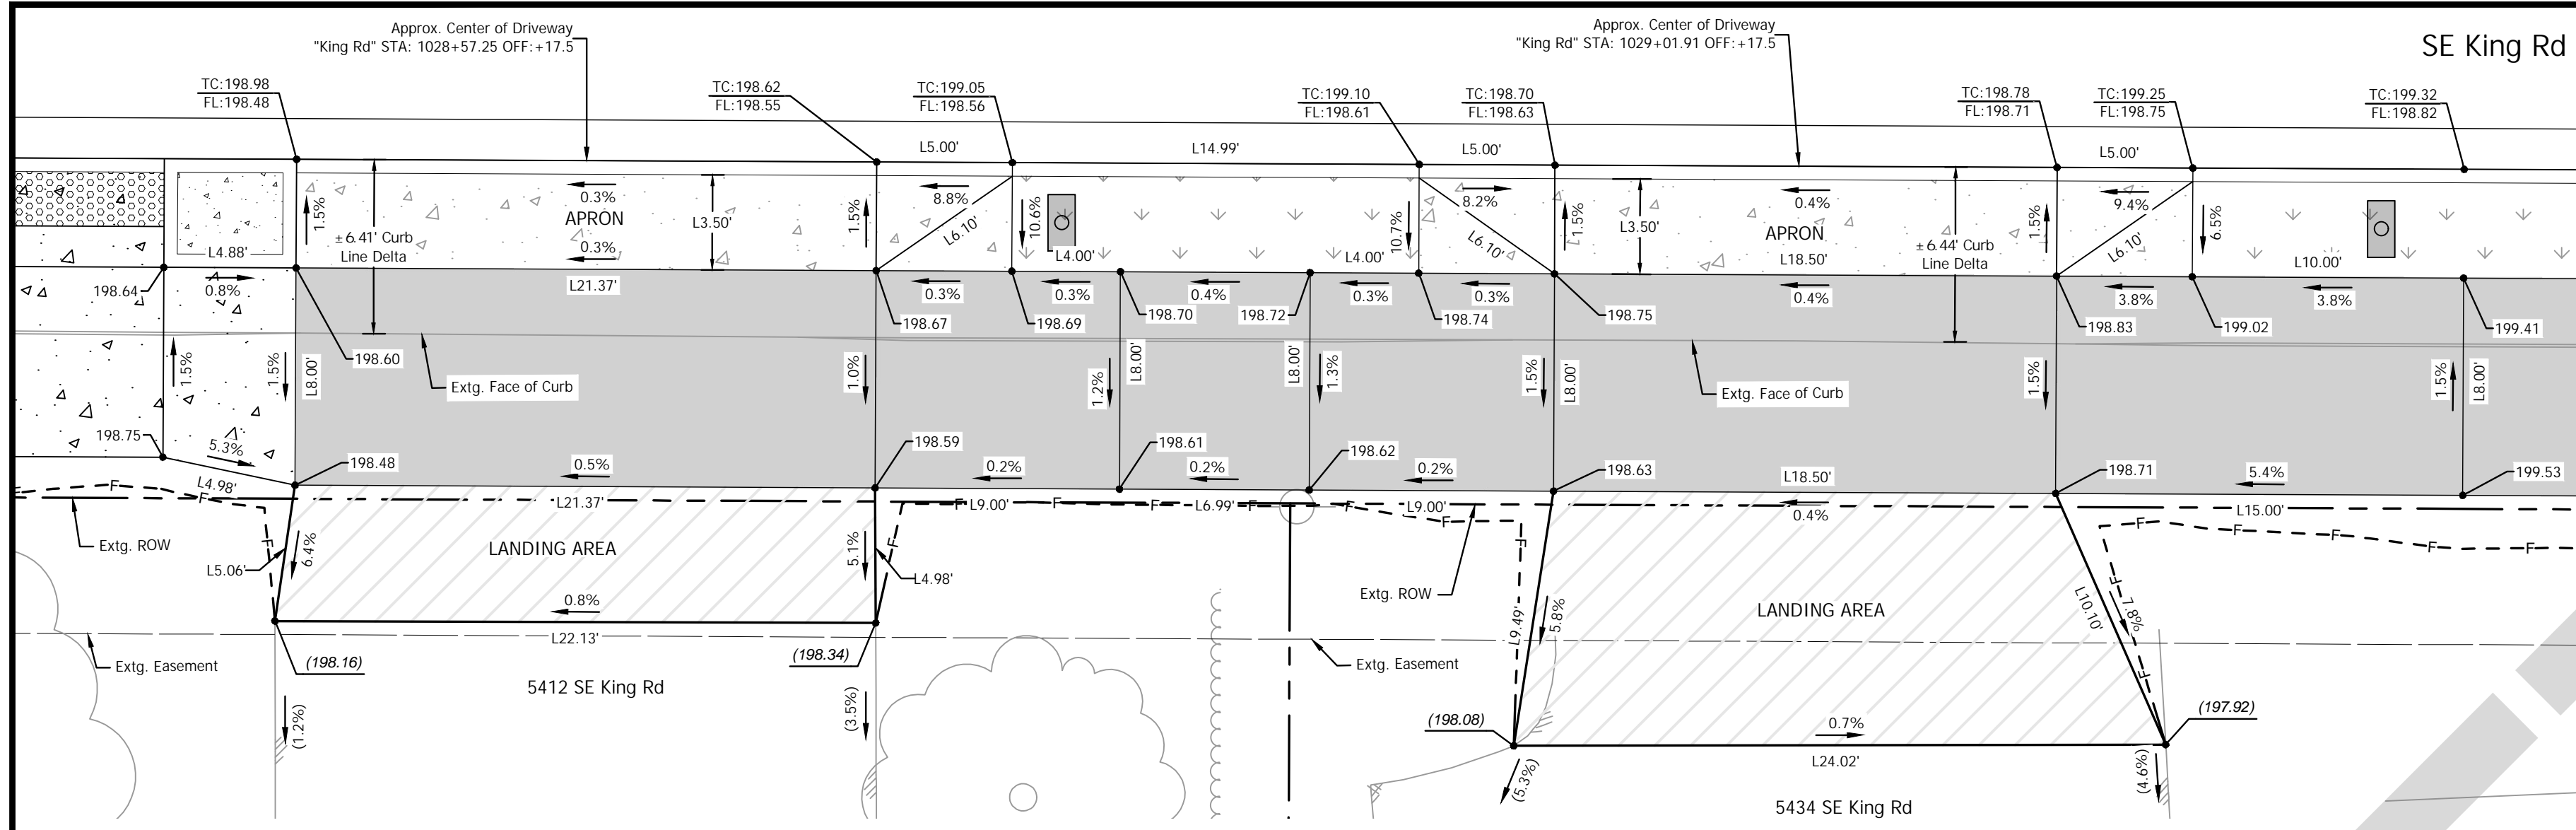 Approx. Center of Driveway
"King Rd" STA: 1028+57.25 OFF:+17.5
Approx. Center of Driveway
"King Rd" STA: 1029+01.91 OFF:+17.5
SE King Rd
TC:198.98
FL:198.48
TC:198.62
FL:198.55
TC:199.05
FL:198.56
TC:199.10
FL:198.61
TC:198.70
FL:198.63
TC:198.78
FL:198.71
TC:199.25
FL:198.75
TC:199.32
FL:198.82
L5.00'
L14.99'
L5.00'
L5.00'
1.5%
0.3%
APRON
0.3%
L3.50'
1.5%
8.8%
L6.10'
10.6%
L4.00'
L4.00'
10.7%
8.2%
L6.10'
1.5%
L3.50'
0.4%
APRON
L18.50'
±6.44' Curb
Line Delta
1.5%
9.4%
L6.10'
6.5%
L10.00'
L4.88'
±6.41' Curb
Line Delta
198.64
0.8%
L21.37'
0.3%
0.3%
0.4%
0.3%
0.3%
0.4%
3.8%
3.8%
198.60
198.67
198.69
198.70
198.72
198.74
198.75
198.83
199.02
199.41
1.5%
1.5%
L8.00'
Extg. Face of Curb
1.0%
1.2%
L8.00'
L8.00'
1.3%
1.5%
L8.00'
Extg. Face of Curb
1.5%
1.5%
L8.00'
198.75
5.3%
L4.98'
198.48
0.5%
198.59
0.2%
198.61
0.2%
198.62
0.2%
198.63
L18.50'
198.71
5.4%
199.53
F
F
L21.37'
F
L9.00'
F
F
L6.99'
F
F
L9.00'
F
0.4%
L15.00'
F
F
F
F
F
Extg. ROW
F
L5.06'
6.4%
LANDING AREA
5.1%
F
L4.98'
0.8%
L22.13'
Extg. ROW
F
L9.49'
5.8%
LANDING AREA
L10.10'
F
7.8%
F
Extg. Easement
(198.16)
(198.34)
Extg. Easement
5412 SE King Rd
(1.2%)
(3.5%)
(198.08)
0.7%
L24.02'
(197.92)
(5.3%)
(4.6%)
5434 SE King Rd